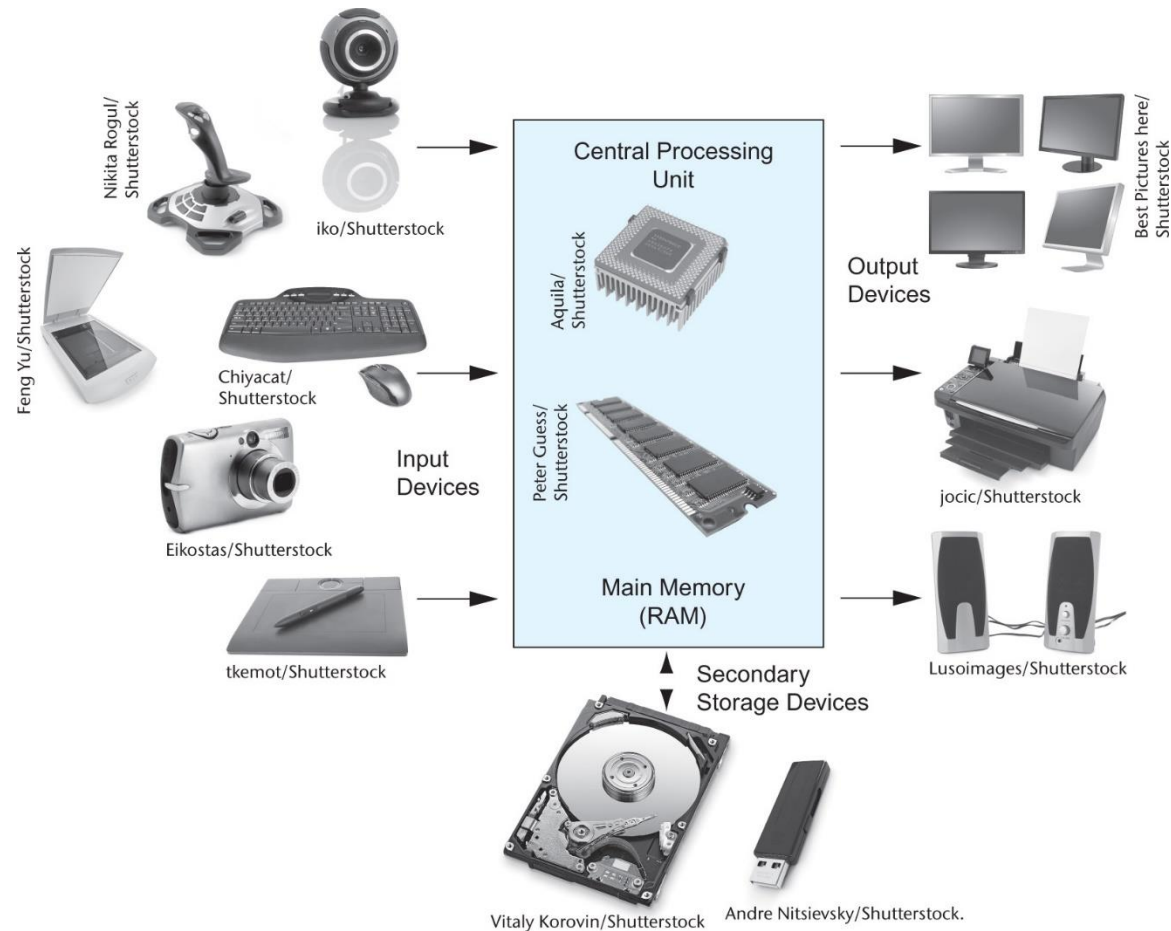 Nikita Rogul/
Shutterstock
iko/Shutterstock
Feng Yu/Shutterstock
Chiyacat/
Shutterstock
Eikostas/Shutterstock
Input
Devices
tkemot/Shutterstock
Central Processing
Unit
Aquila/
Shutterstock
Peter Guess/
Shutterstock
Main Memory
(RAM)
Output
Devices
Best Pictures here/
Shutterstock
jocic/Shutterstock
Lusoimages/Shutterstock
Secondary
Storage Devices
Vitaly Korovin/Shutterstock
Andre Nitsievsky/Shutterstock.